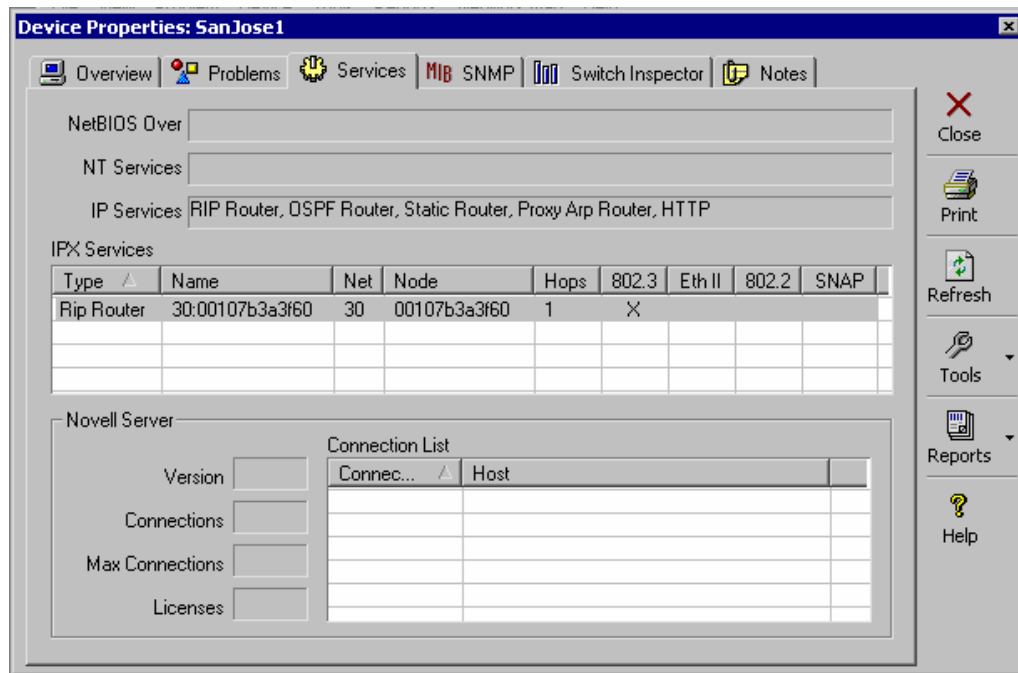 Device Properties: SanJose1
Overview Problems Services MIB SNMP Switch Inspector Notes
NetBIOS Over
NT Services
IP Services RIP Router, OSPF Router, Static Router, Proxy Arp Router, HTTP
IPX Services
Type Name Net Node Hops 802.3 Eth II 802.2 SNAP
Rip Router 30:00107b3a3f60 30 00107b3a3f60 1 X
Novell Server
Connection List
Connec... Host
Version
Connections
Max Connections
Licenses
Close
Print
Refresh
Tools
Reports
Help